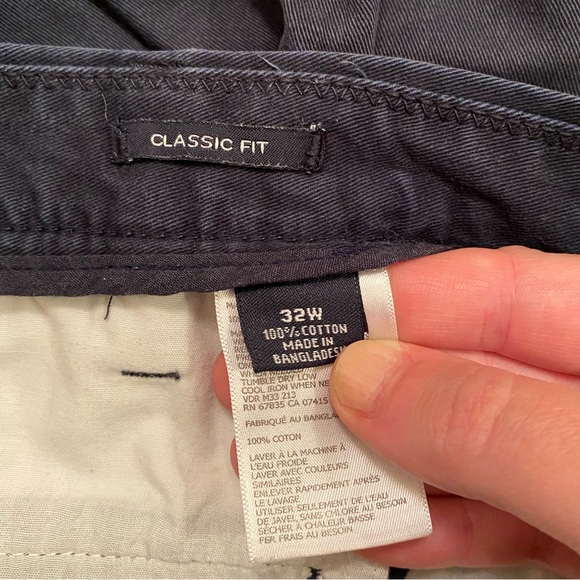 CLASSIC FIT
32W
100% COTTON
MADE IN
BANGLADESH
TUMBLE DRY LOW
COOL IRON WHEN
VDR M33 213
RN 67835 CA 07415
FABRIQUÉ AU
100% COTON
LAVER À LA MACHINE À
L'EAU FROIDE
LAVER AVEC COULEURS
SIMILAIRES
ENLEVER RAPIDEMENT APRÈS
LE LAVAGE
UTILISER SEULEMENT DE L'EAU
DE JAVEL SANS CHLORE AU BESOIN
SÉCHER À CHALEUR BASSE
FER FRAIS AU BESOIN